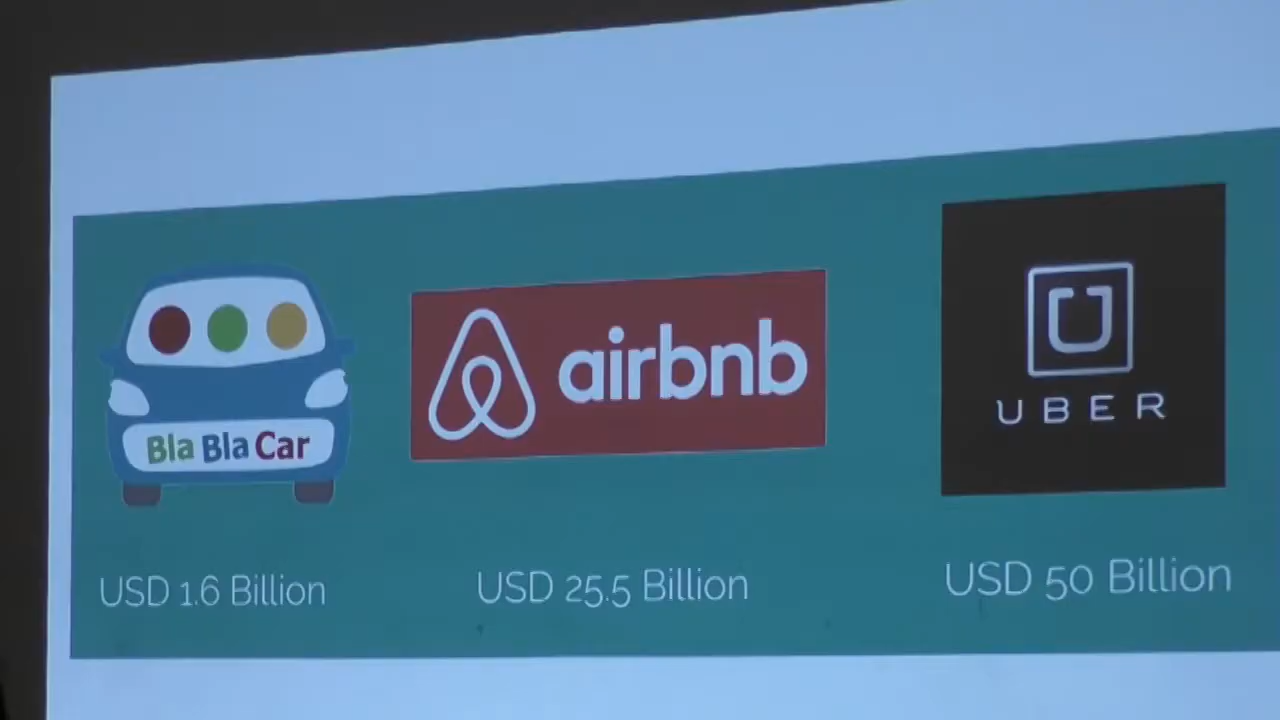 Bla Bla Car
airbnb
UBER
USD 1.6 Billion
USD 25.5 Billion
USD 50 Billion